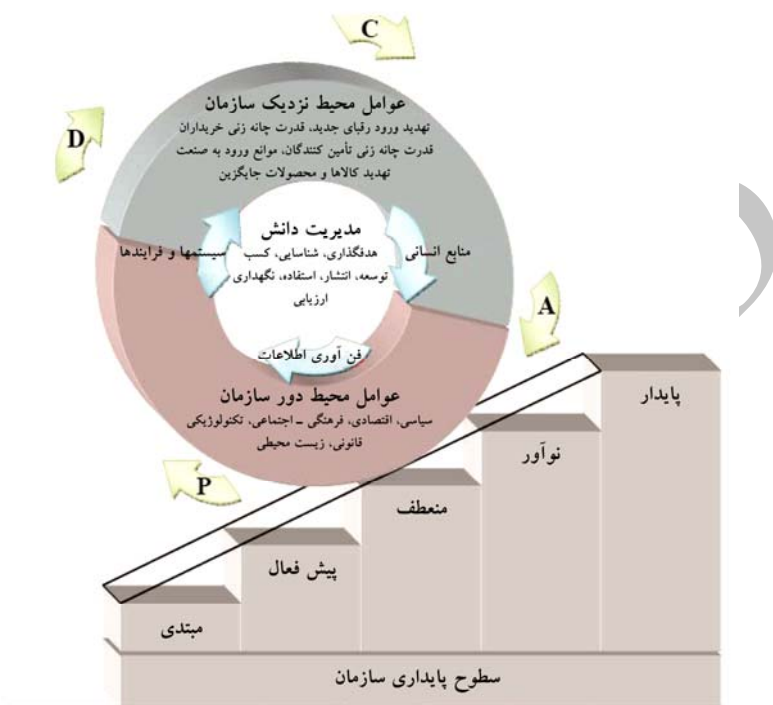 C
D
عوامل محیط نزدیک سازمان
تهدید ورود رقبای جدید، قدرت چانه زنی خریداران
قدرت چانه زنی تأمین کنندگان، موانع ورود به صنعت
تهدید کالاها و محصولات جایگزین
مدیریت دانش
هدفگذاری، شناسایی، کسب
توسعه، انتشار، استفاده، نگهداری
ارزیابی
منابع انسانی
سیستمها و فرایندها
فن آوری اطلاعات
A
عوامل محیط دور سازمان
سیاسی، اقتصادی، فرهنگی – اجتماعی، تکنولوژیکی
قانونی، زیست محیطی
P
پایدار
نوآور
منعطف
پیش فعال
مبتدی
سطوح پایداری سازمان